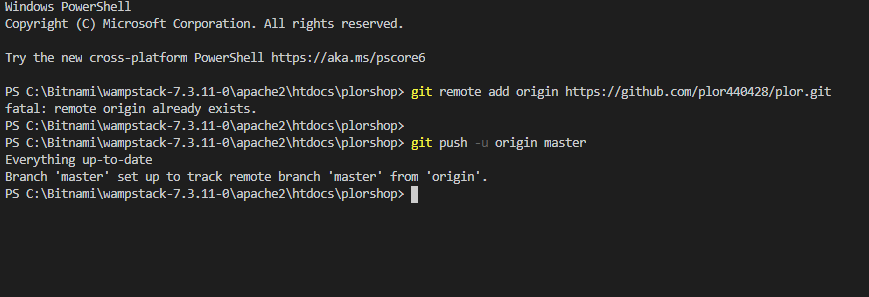 Windows PowerShell
Copyright (C) Microsoft Corporation. All rights reserved.
Try the new cross-platform PowerShell https://aka.ms/pscore6
PS C:\Bitnami\wampstack-7.3.11-0\apache2\htdocs\plorshop> git remote add origin https://github.com/plor440428/plor.git
fatal: remote origin already exists.
PS C:\Bitnami\wampstack-7.3.11-0\apache2\htdocs\plorshop>
PS C:\Bitnami\wampstack-7.3.11-0\apache2\htdocs\plorshop> git push -u origin master
Everything up-to-date
Branch 'master' set up to track remote branch 'master' from 'origin'.
PS C:\Bitnami\wampstack-7.3.11-0\apache2\htdocs\plorshop>